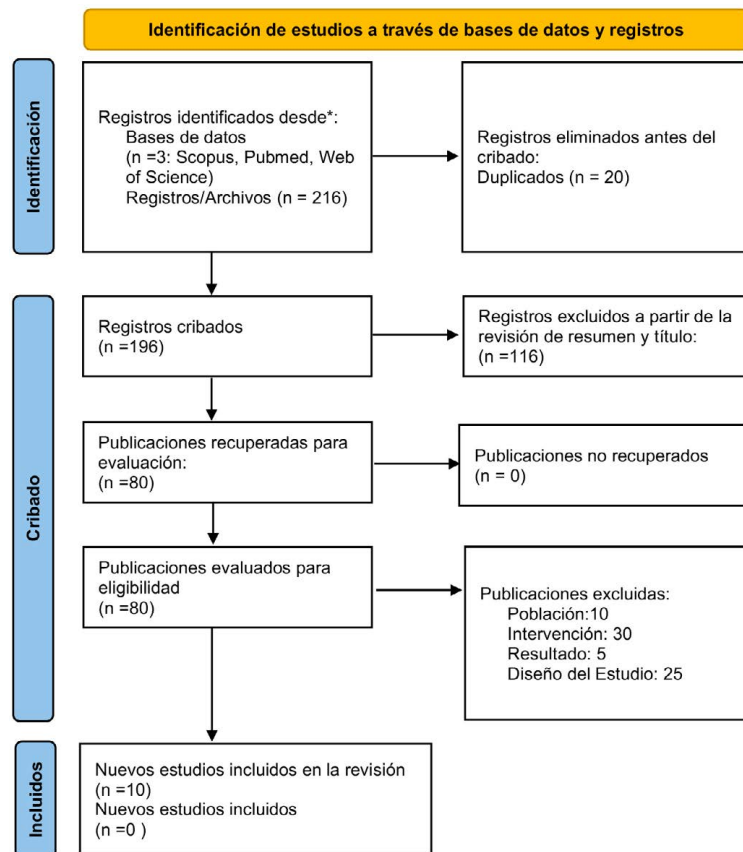 Identificación de estudios a través de bases de datos y registros
Identificación
Registros identificados desde*:
Bases de datos
(n =3: Scopus, Pubmed, Web
of Science)
Registros/Archivos (n = 216)
Registros eliminados antes del
cribado:
Duplicados (n = 20)
Cribado
Registros cribados
(n =196)
Registros excluidos a partir de la
revisión de resumen y título:
(n =116)
Publicaciones recuperadas para
evaluación:
(n =80)
Publicaciones no recuperados
(n = 0)
Publicaciones evaluados para
eligibilidad
(n =80)
Publicaciones excluidas:
Población:10
Intervención: 30
Resultado: 5
Diseño del Estudio: 25
Incluidos
Nuevos estudios incluidos en la revisión
(n =10)
Nuevos estudios incluidos
(n =0 )